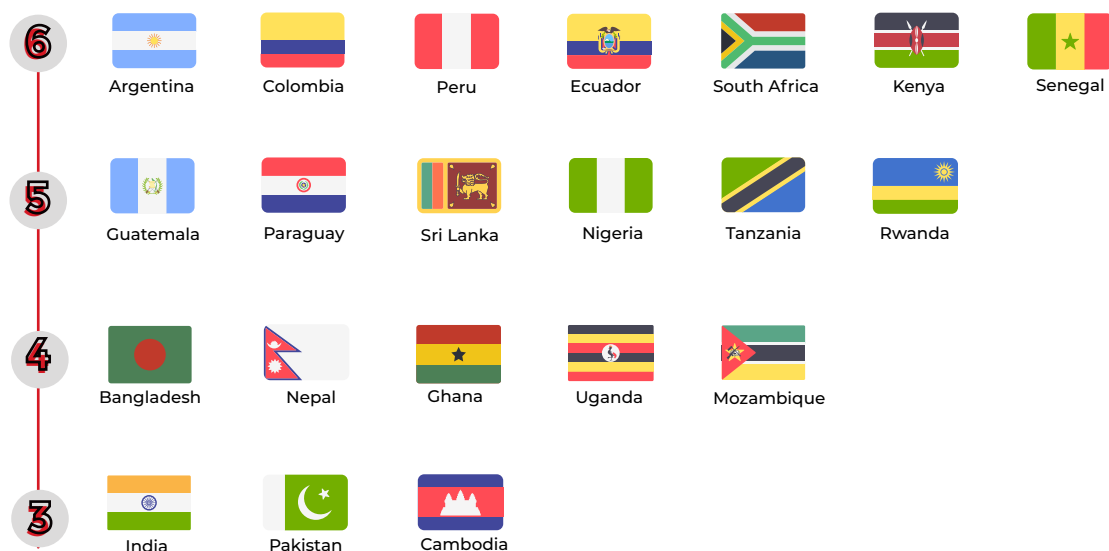 6
Argentina Colombia Peru Ecuador South Africa Kenya Senegal
5
Guatemala Paraguay Sri Lanka Nigeria Tanzania Rwanda
4
Bangladesh Nepal Ghana Uganda Mozambique
3
India Pakistan Cambodia